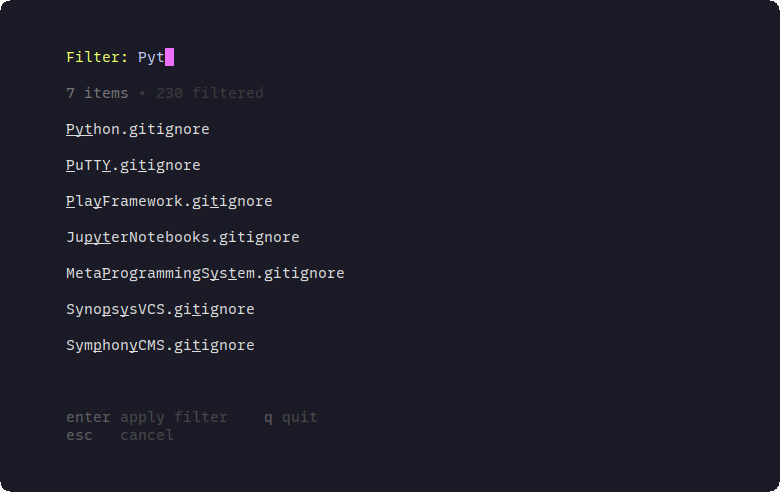 Filter: Pyt
7 items • 230 filtered
Python.gitignore
PuTTY.gitignore
PlayFramework.gitignore
JupyterNotebooks.gitignore
MetaProgrammingSystem.gitignore
SynopsysVCS.gitignore
SymphonyCMS.gitignore
enter apply filter    q quit
esc   cancel